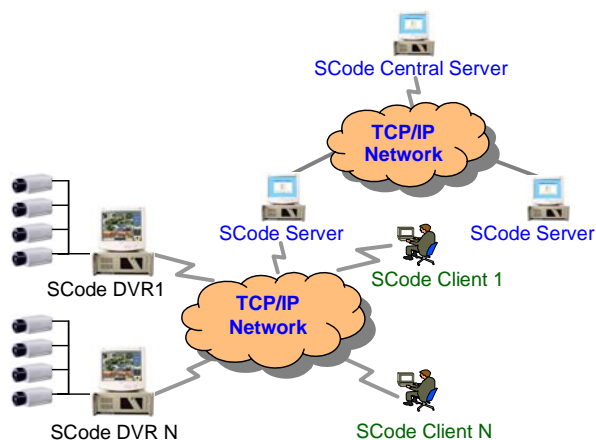 SCode Central Server
TCP/IP
Network
SCode Server
SCode Server
SCode Client 1
SCode DVR1
TCP/IP
Network
SCode DVR N
SCode Client N